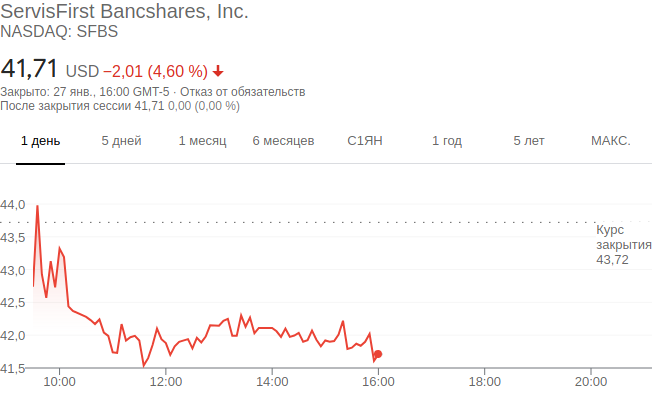 ServisFirst Bancshares, Inc.
NASDAQ: SFBS
41,71 USD −2,01 (4,60 %)
Закрыто: 27 янв., 16:00 GMT-5 · Отказ от обязательств
После закрытия сессии 41,71 0,00 (0,00 %)
1 день 5 дней 1 месяц 6 месяцев С1ЯН 1 год 5 лет МАКС.
44,0
43,5
43,0
42,5
42,0
41,5
Курс
закрытия
43,72
10:00 12:00 14:00 16:00 18:00 20:00